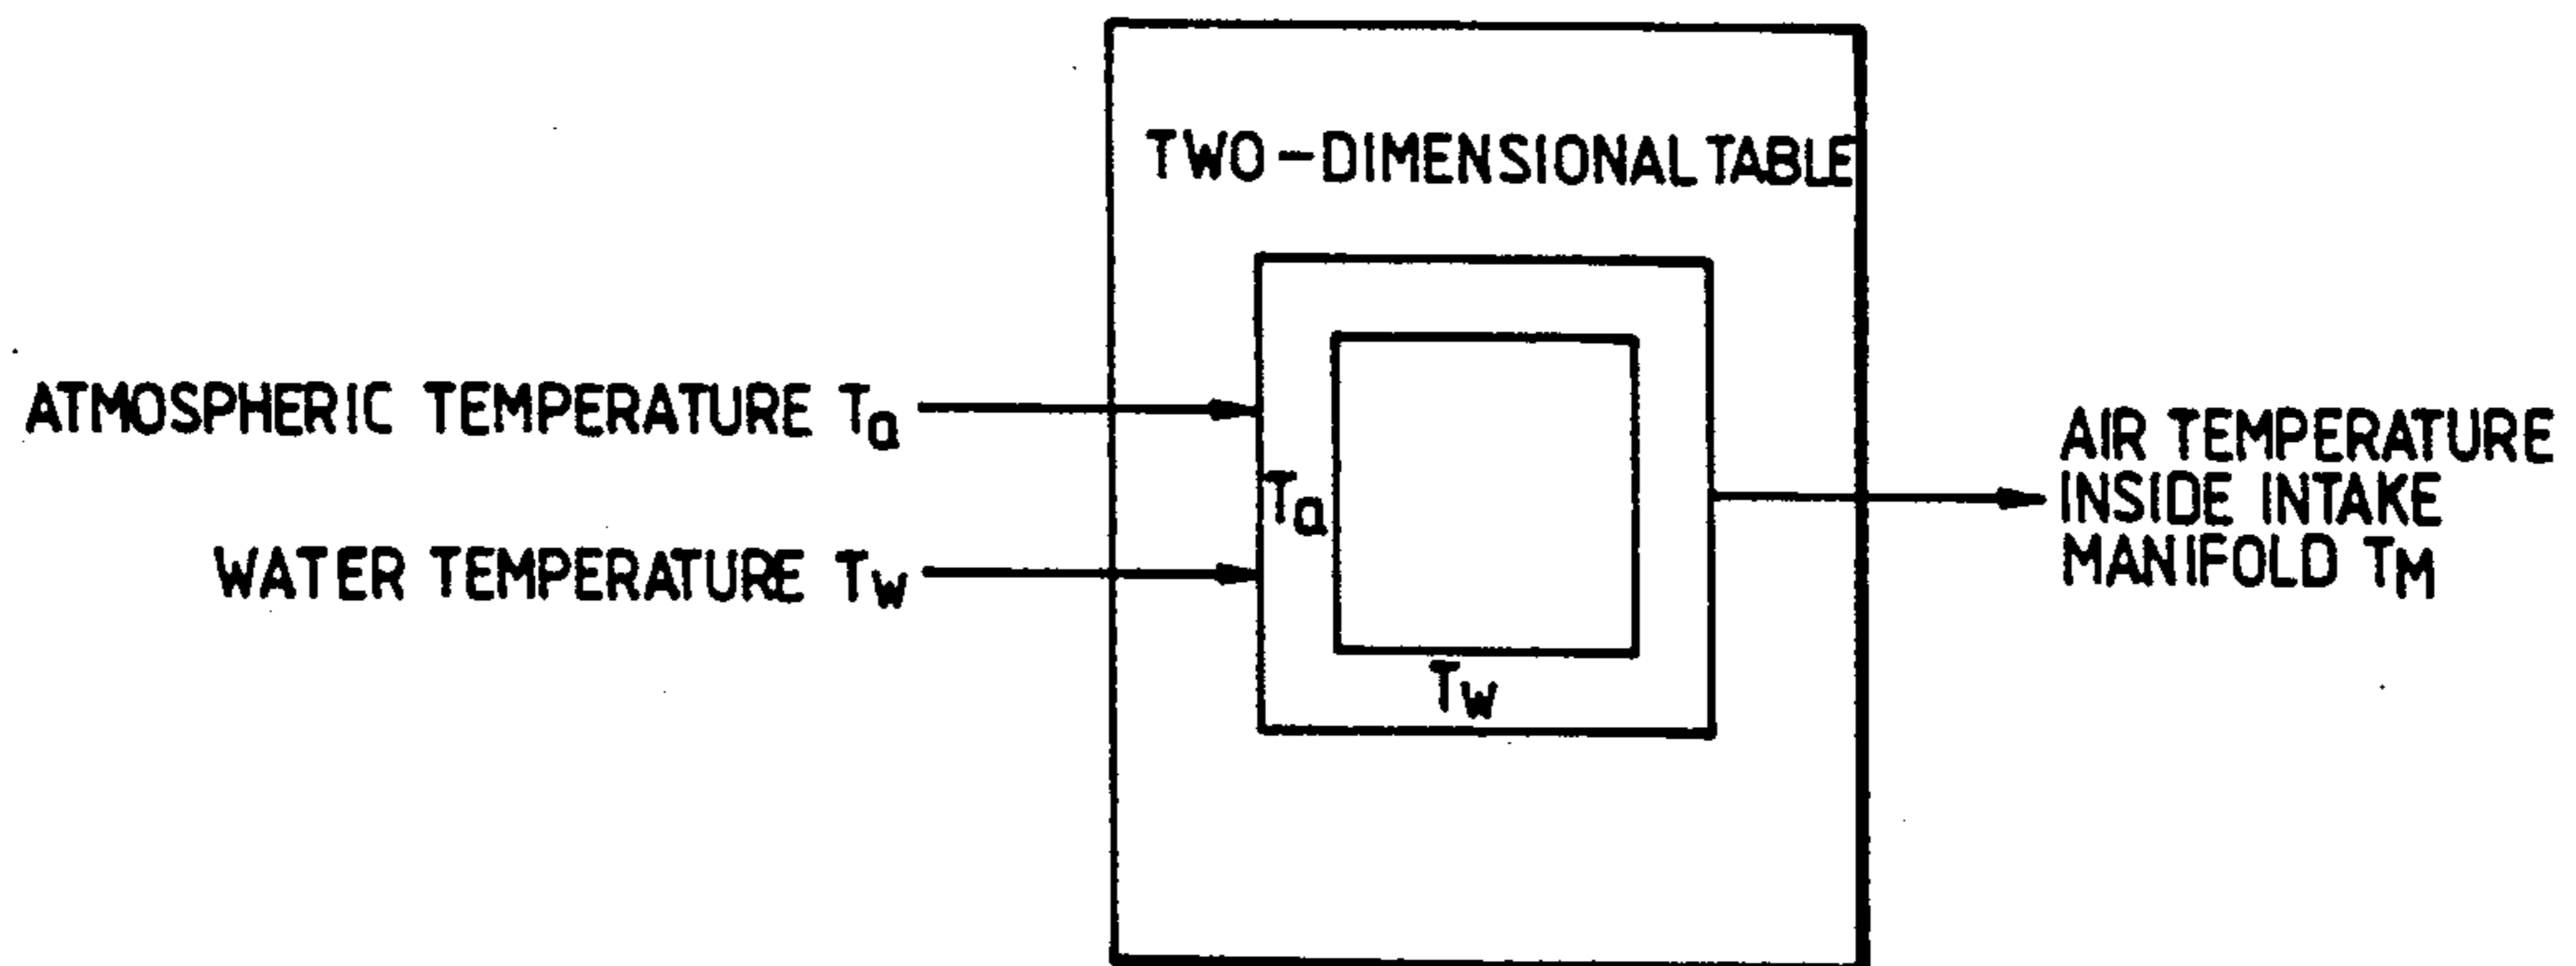 TWO-DIMENSIONAL TABLE
ATMOSPHERIC TEMPERATURE Ta
WATER TEMPERATURE Tw
Ta
Tw
AIR TEMPERATURE
INSIDE INTAKE
MANIFOLD TM